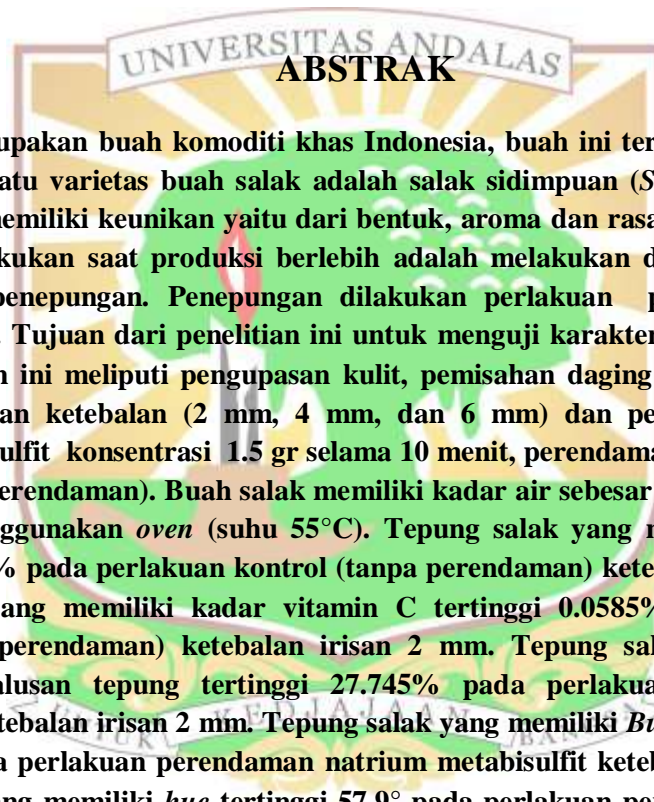 UNIVERSITAS ANDALAS
ABSTRAK
upakan buah komoditi khas Indonesia, buah ini ter
atu varietas buah salak adalah salak sidimpuan (S
memiliki keunikan yaitu dari bentuk, aroma dan rasa
kukan saat produksi berlebih adalah melakukan d
penepungan. Penepungan dilakukan perlakuan p
. Tujuan dari penelitian ini untuk menguji karakter
n ini meliputi pengupasan kulit, pemisahan daging
an ketebalan (2 mm, 4 mm, dan 6 mm) dan pe
ulfit konsentrasi 1.5 gr selama 10 menit, perendama
erendaman). Buah salak memiliki kadar air sebesar
ggunakan oven (suhu 55°C). Tepung salak yang m
% pada perlakuan kontrol (tanpa perendaman) kete
ang memiliki kadar vitamin C tertinggi 0.0585%
perendaman) ketebalan irisan 2 mm. Tepung sal
alusan tepung tertinggi 27.745% pada perlakua
tebalan irisan 2 mm. Tepung salak yang memiliki Bu
a perlakuan perendaman natrium metabisulfit keteb
ang memiliki hue tertinggi 57.9° pada perlakuan pe
UNTUK KEDJAJAAN BANGSA